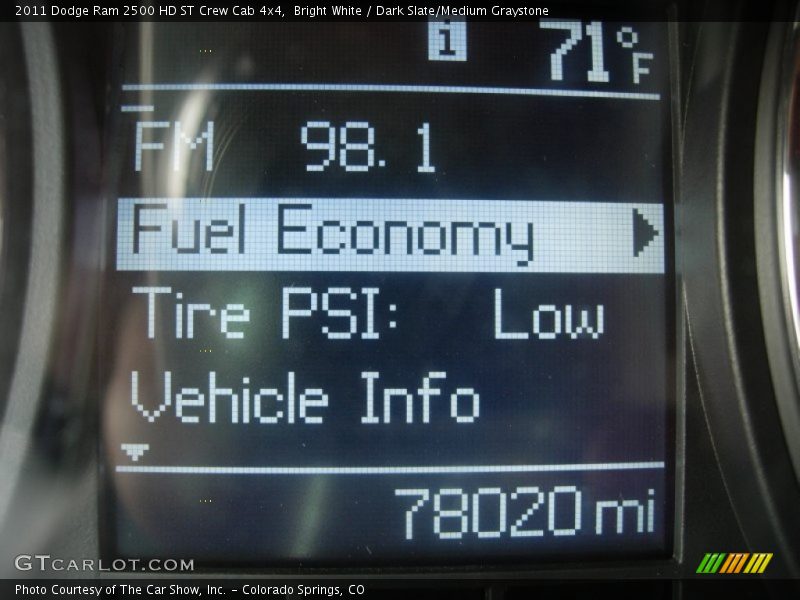 2011 Dodge Ram 2500 HD ST Crew Cab 4x4, Bright White / Dark Slate/Medium Graystone
i 71°F
FM 98.1
Fuel Economy
Tire PSI: Low
Vehicle Info
78020 mi
GTCARLOT.COM
Photo Courtesy of The Car Show, Inc. - Colorado Springs, CO